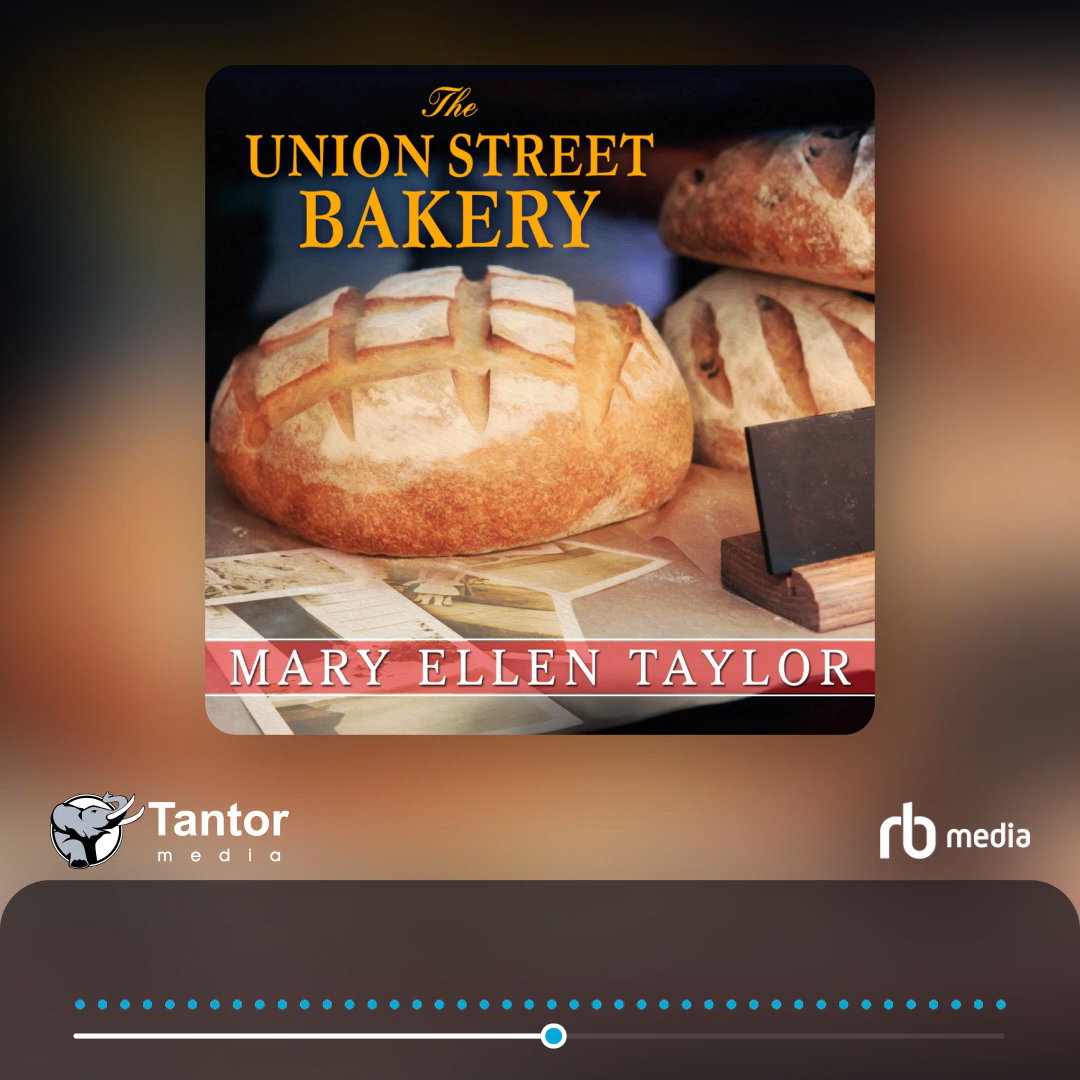 The
UNION STREET
BAKERY
MARY ELLEN TAYLOR
Tantor
media
rb media